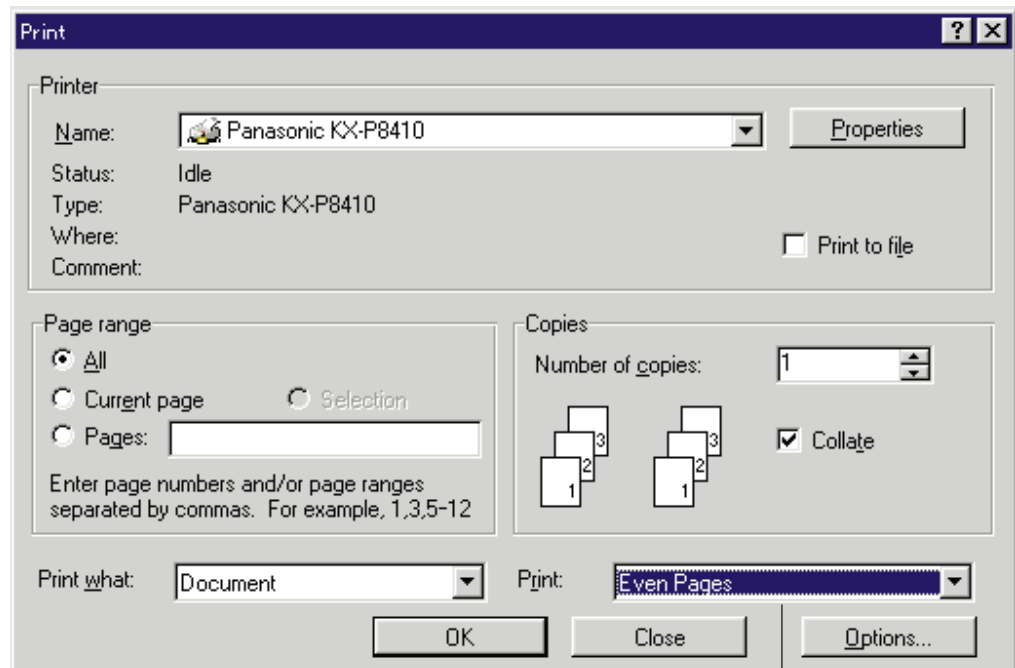 Print
Printer
Name: Panasonic KX-P8410 Properties
Status: Idle
Type: Panasonic KX-P8410
Where:
Print to file
Comment:
Page range
All
Current page Selection
Pages:
Enter page numbers and/or page ranges
separated by commas. For example, 1,3,5-12
Copies
Number of copies: 1
1 2 3 1 2 3
Collate
Print what: Document Print: Even Pages
OK Close Options...